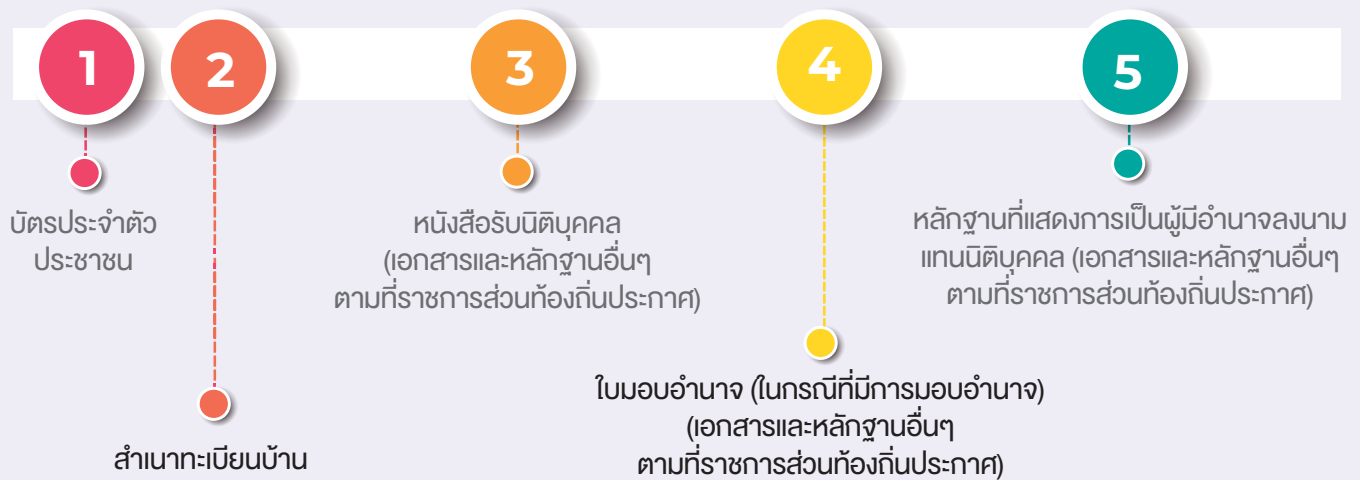 1
2
3
4
5
บัตรประจำตัว
ประชาชน
สำเนาทะเบียนบ้าน
หนังสือรับนิติบุคคล
(เอกสารและหลักฐานอื่นๆ
ตามที่ราชการส่วนท้องถิ่นประกาศ)
ใบมอบอำนาจ (ในกรณีที่มีการมอบอำนาจ)
(เอกสารและหลักฐานอื่นๆ
ตามที่ราชการส่วนท้องถิ่นประกาศ)
หลักฐานที่แสดงการเป็นผู้มีอำนาจลงนาม
แทนนิติบุคคล (เอกสารและหลักฐานอื่นๆ
ตามที่ราชการส่วนท้องถิ่นประกาศ)